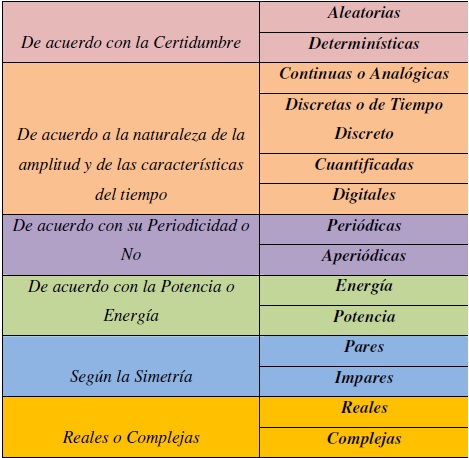 De acuerdo con la Certidumbre
Aleatorias
Determinísticas
De acuerdo a la naturaleza de la
amplitud y de las características
del tiempo
Continuas o Analógicas
Discretas o de Tiempo
Discreto
Cuantificadas
Digitales
De acuerdo con su Periodicidad o
No
Periódicas
Aperiódicas
De acuerdo con la Potencia o
Energía
Energía
Potencia
Según la Simetría
Pares
Impares
Reales o Complejas
Reales
Complejas